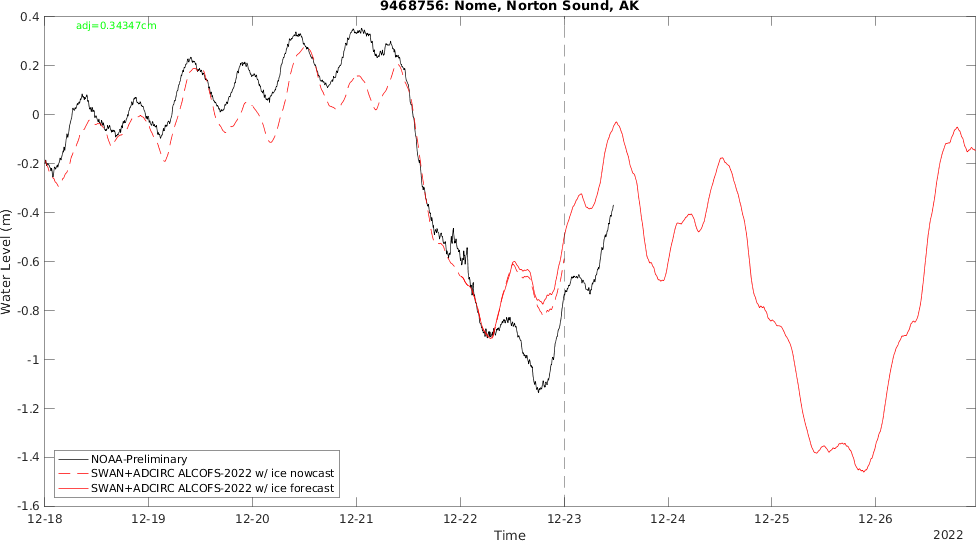 9468756: Nome, Norton Sound, AK
adj=0.34347cm
0.4
0.2
0
-0.2
-0.4
-0.6
-0.8
-1
-1.2
-1.4
-1.6
Water Level (m)
NOAA-Preliminary
SWAN+ADCIRC ALCOFS-2022 w/ ice nowcast
SWAN+ADCIRC ALCOFS-2022 w/ ice forecast
12-18 12-19 12-20 12-21 12-22 12-23 12-24 12-25 12-26
Time
2022